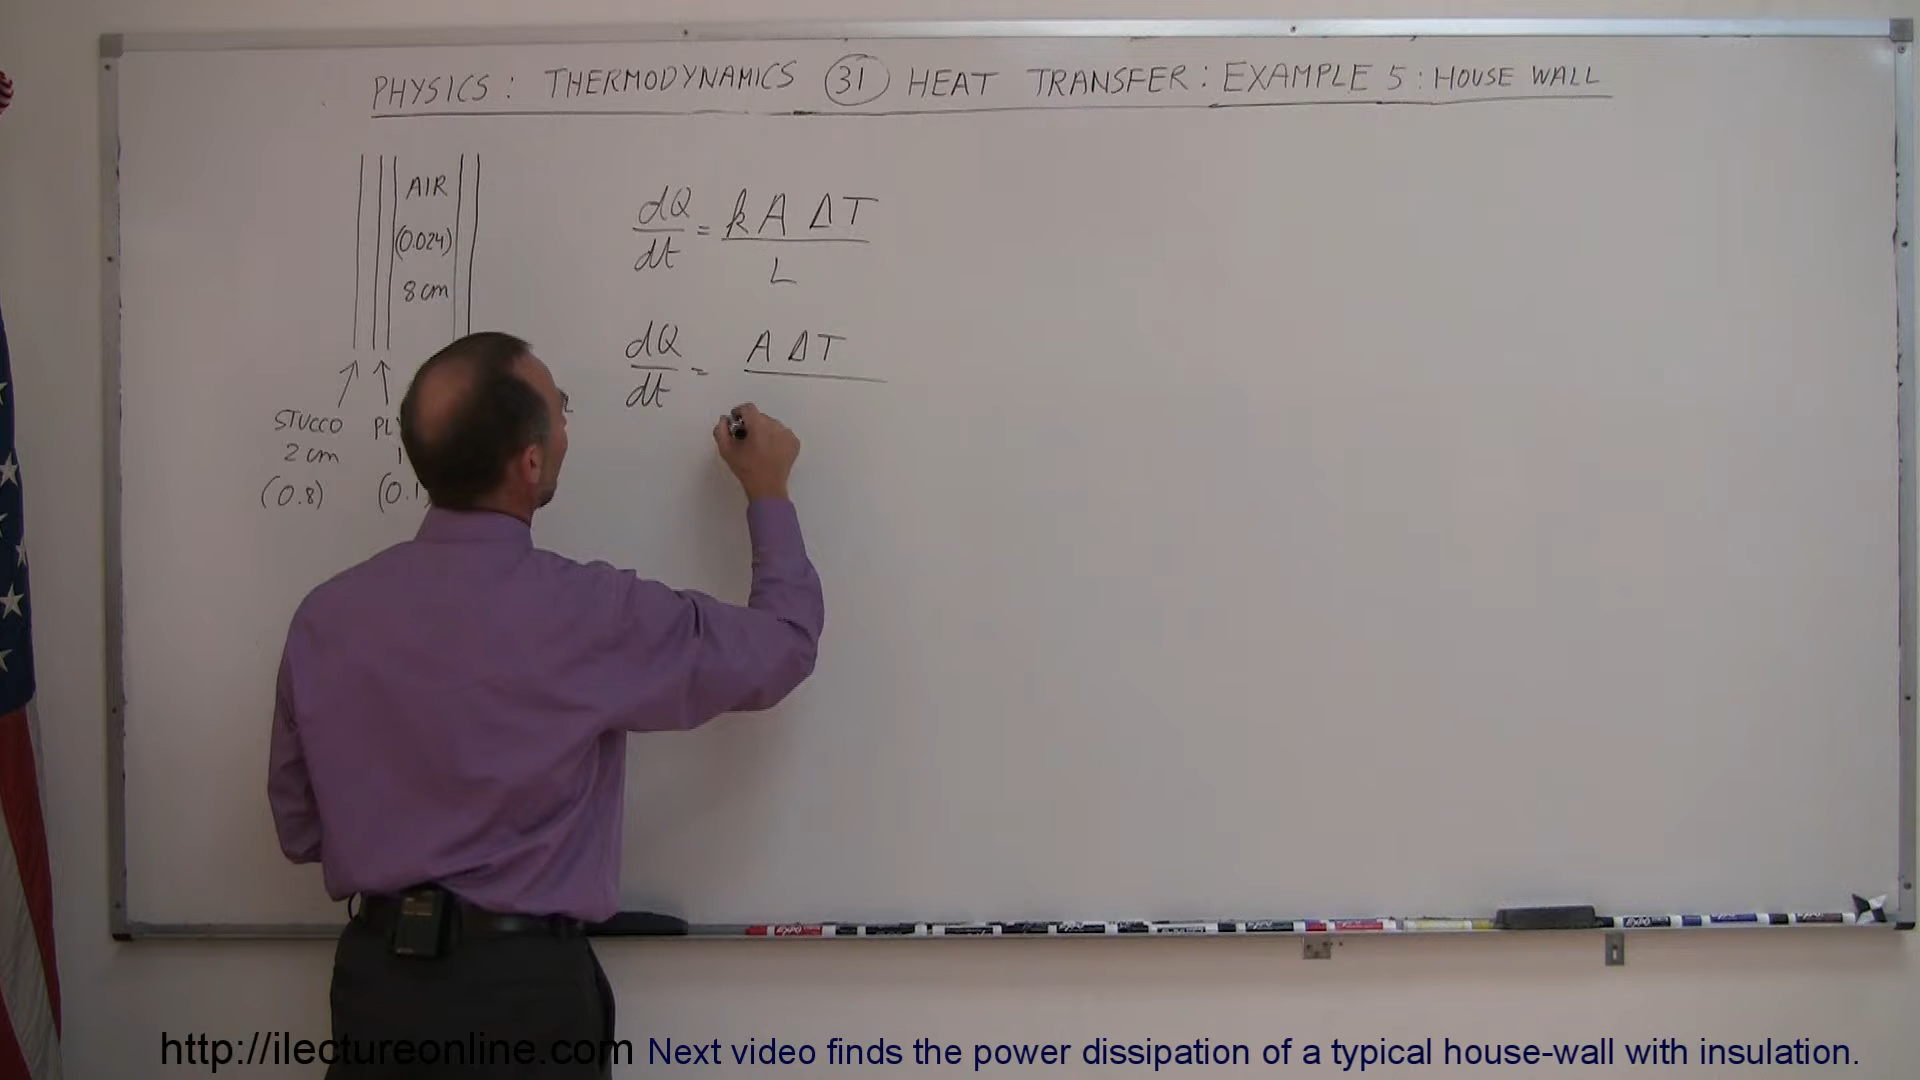 PHYSICS: THERMODYNAMICS 31 HEAT TRANSFER: EXAMPLE 5: HOUSE WALL
AIR
(0.024)
8 cm
dQ/dt = k A ΔT / L
dQ/dt = A ΔT
STUCCO
2 cm
(0.8)
http://ilectureonline.com Next video finds the power dissipation of a typical house-wall with insulation.